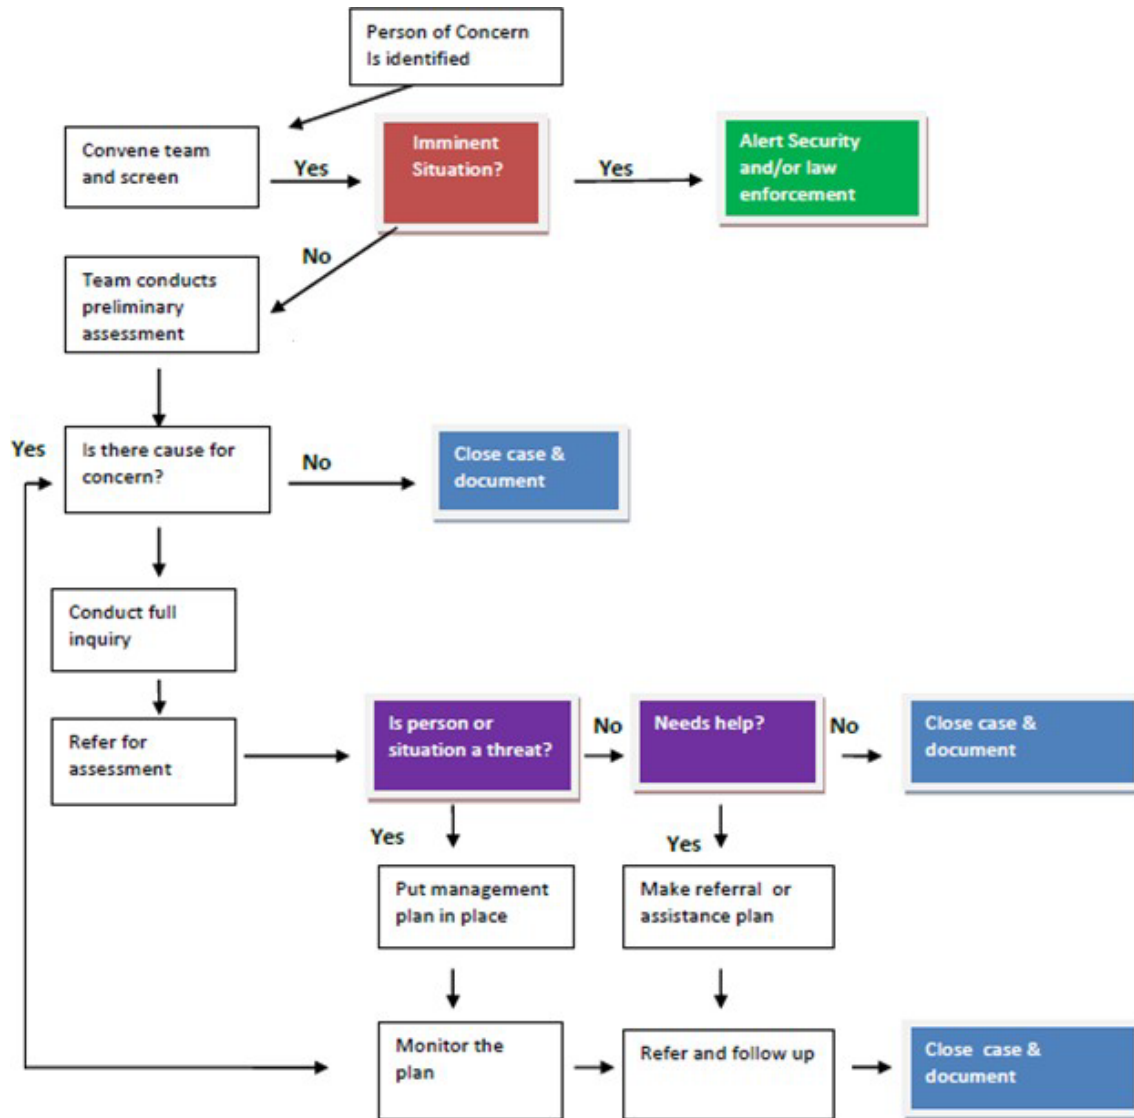 Person of Concern
Is identified
Convene team
and screen
Yes
Imminent
Situation?
Yes
Alert Security
and/or law
enforcement
No
Team conducts
preliminary
assessment
Yes
Is there cause for
concern?
No
Close case &
document
Conduct full
inquiry
Refer for
assessment
Is person or
situation a threat?
No
Needs help?
No
Close case &
document
Yes
Yes
Put management
plan in place
Make referral or
assistance plan
Monitor the
plan
Refer and follow up
Close case &
document